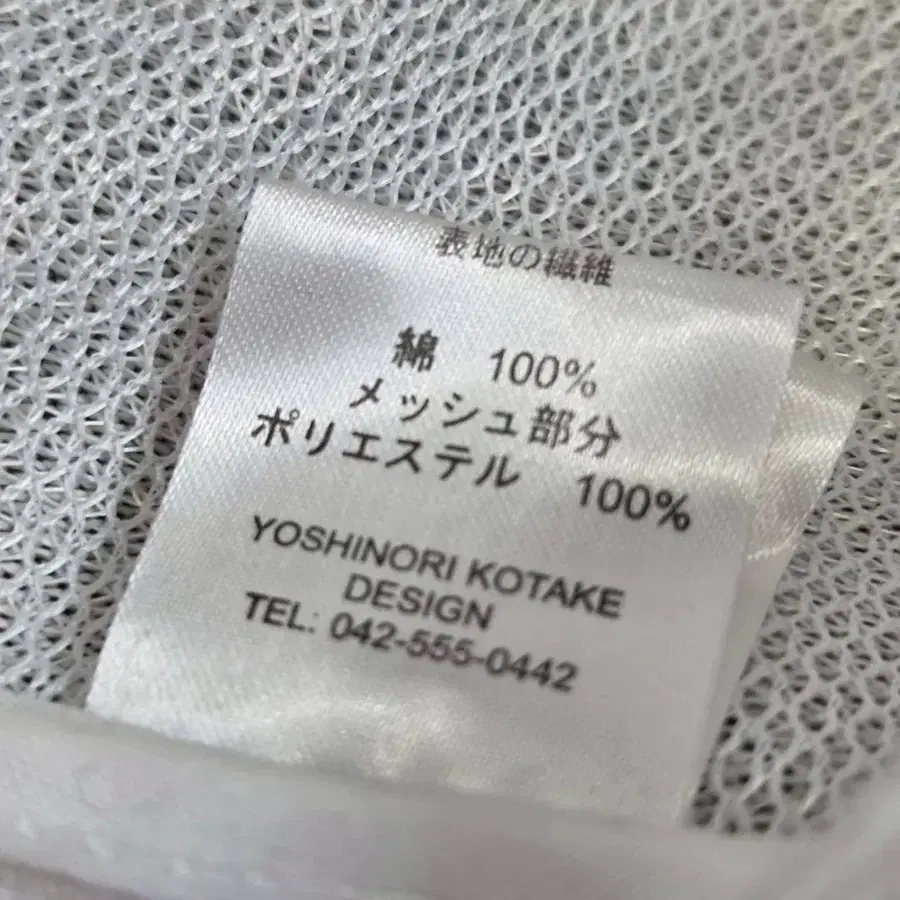 表地の繊維
綿 100%
メッシュ部分
ポリエステル 100%
YOSHINORI KOTAKE
DESIGN
TEL: 042-555-0442